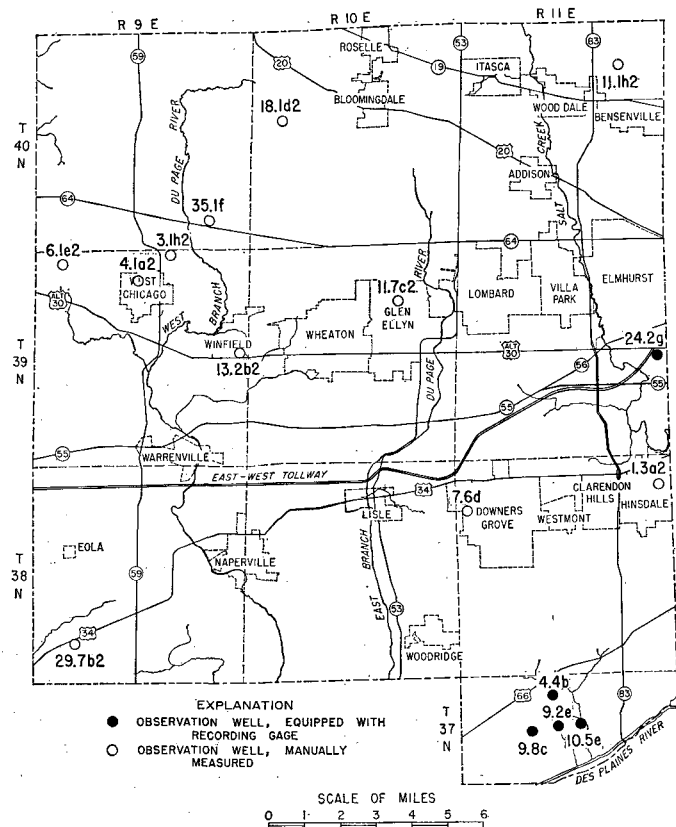 R 9 E
R 10 E
R 11 E
59
20
ROSELLE
53
19
ITASCA
83
11.1h2
BLOOMINGDALE
WOOD DALE
BENSENVILLE
18.1d2
T
40
N
DU PAGE
RIVER
20
CREEK
ADDISON
SALT
64
35.1f
6.1e2
3.1h2
4.1a2
WEST
CHICAGO
64
RIVER
11.7c2
GLEN
ELLYN
LOMBARD
VILLA
PARK
ELMHURST
ALT
30
WEST
BRANCH
WINFIELD
13.2b2
WHEATON
ALT
30
24.2g
T
39
N
DU PAGE
56
55
55
55
WARRENVILLE
EAST-WEST TOLLWAY
34
LISLE
7.6d
DOWNERS
GROVE
WESTMONT
CLARENDON
HILLS
1.3a2
HINSDALE
EOLA
T
38
N
NAPERVILLE
BRANCH
EAST
59
53
34
29.7b2
WOODRIDGE
66
4.4b
83
9.2e
9.8c
10.5e
T
37
N
DES PLAINES RIVER
EXPLANATION
OBSERVATION WELL, EQUIPPED WITH
RECORDING GAGE
OBSERVATION WELL, MANUALLY
MEASURED
SCALE OF MILES
0 1 2 3 4 5 6